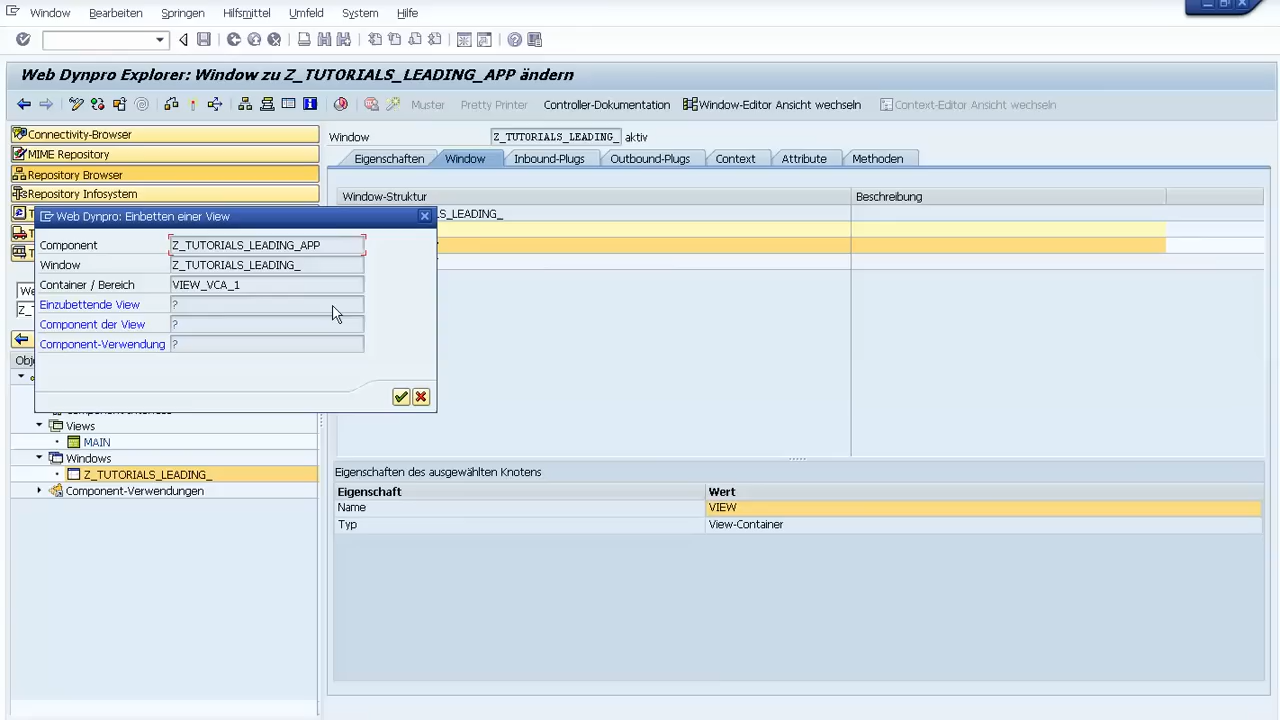 Window Bearbeiten Springen Hilfsmittel Umfeld System Hilfe
Web Dynpro Explorer: Window zu Z_TUTORIALS_LEADING_APP ändern
Muster Pretty Printer Controller-Dokumentation Window-Editor Ansicht wechseln Context-Editor Ansicht wechseln
Connectivity-Browser
MIME Repository
Repository Browser
Repository Infosystem
Window Z_TUTORIALS_LEADING_ aktiv
Eigenschaften Window Inbound-Plugs Outbound-Plugs Context Attribute Methoden
Window-Struktur Beschreibung
S_LEADING_
Web Dynpro: Einbetten einer View
Component Z_TUTORIALS_LEADING_APP
Window Z_TUTORIALS_LEADING_
Container / Bereich VIEW_VCA_1
Einzubettende View ?
Component der View ?
Component-Verwendung ?
We
Z_
Obj
Views
MAIN
Windows
Z_TUTORIALS_LEADING_
Component-Verwendungen
Eigenschaften des ausgewählten Knotens
Eigenschaft Wert
Name VIEW
Typ View-Container